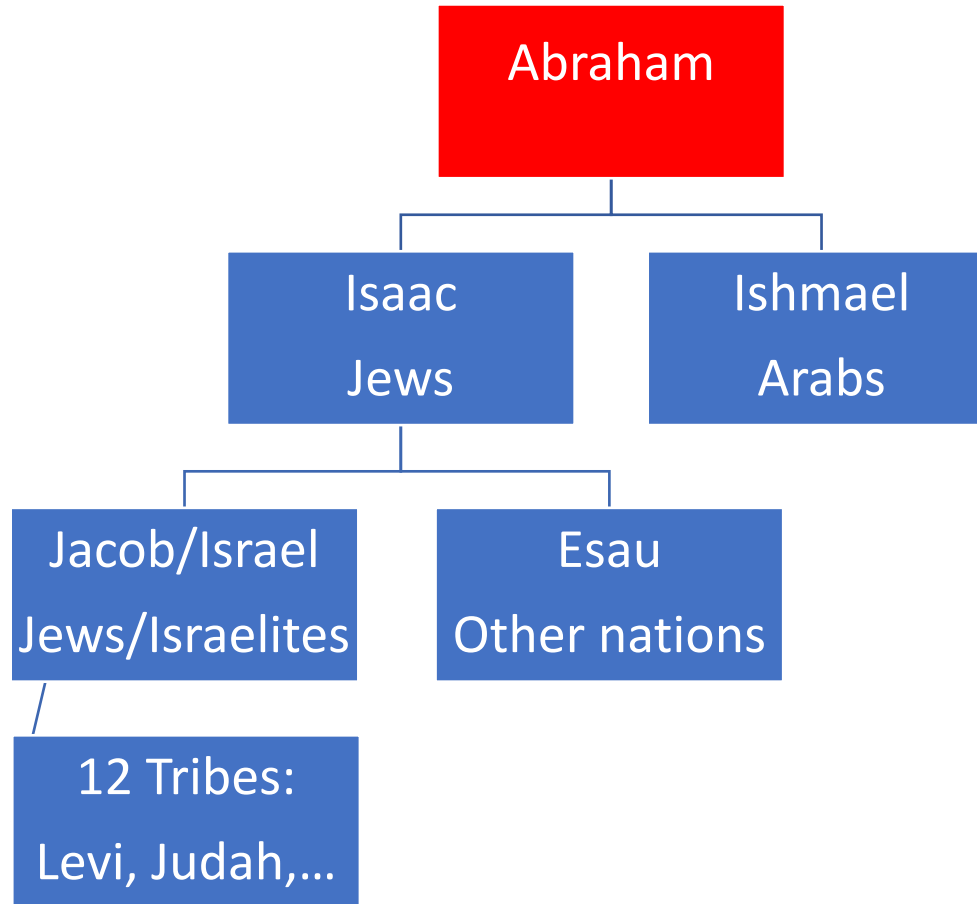 Abraham
Isaac
Jews
Ishmael
Arabs
Jacob/Israel
Jews/Israelites
Esau
Other nations
12 Tribes:
Levi, Judah,...